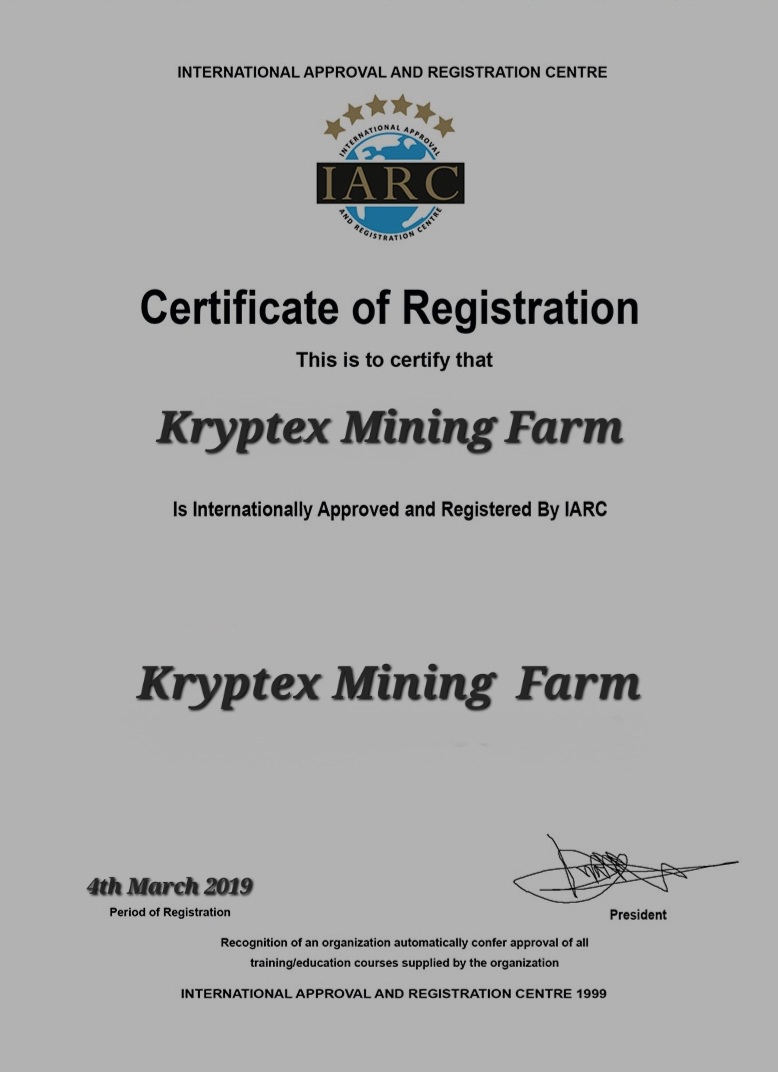 INTERNATIONAL APPROVAL AND REGISTRATION CENTRE
INTERNATIONAL APPROVAL
IARC
AND REGISTRATION CENTRE
Certificate of Registration
This is to certify that
Kryptex Mining Farm
Is Internationally Approved and Registered By IARC
Kryptex Mining Farm
4th March 2019
Period of Registration
President
Recognition of an organization automatically confer approval of all
training/education courses supplied by the organization
INTERNATIONAL APPROVAL AND REGISTRATION CENTRE 1999